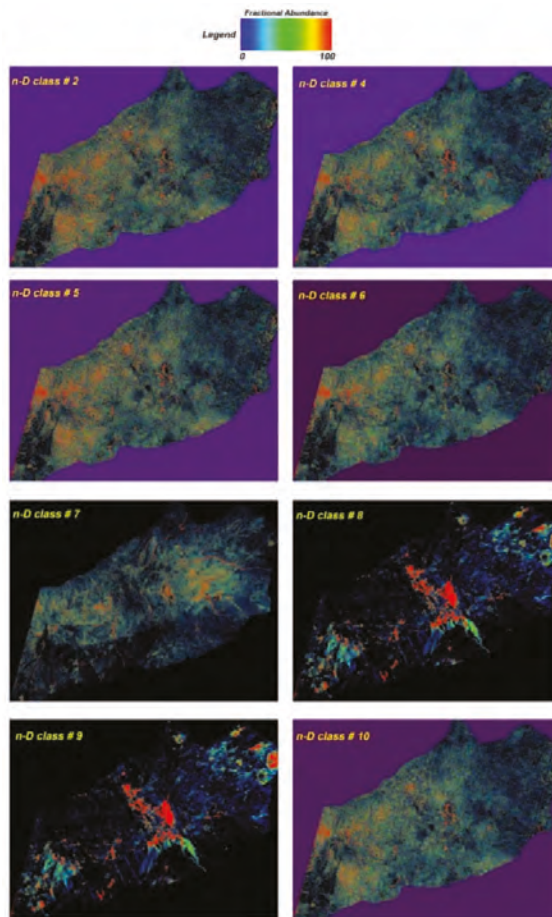 Fractional Abundance
Legend
0 100
n-D class # 2
n-D class # 4
n-D class # 5
n-D class # 6
n-D class # 7
n-D class # 8
n-D class # 9
n-D class # 10